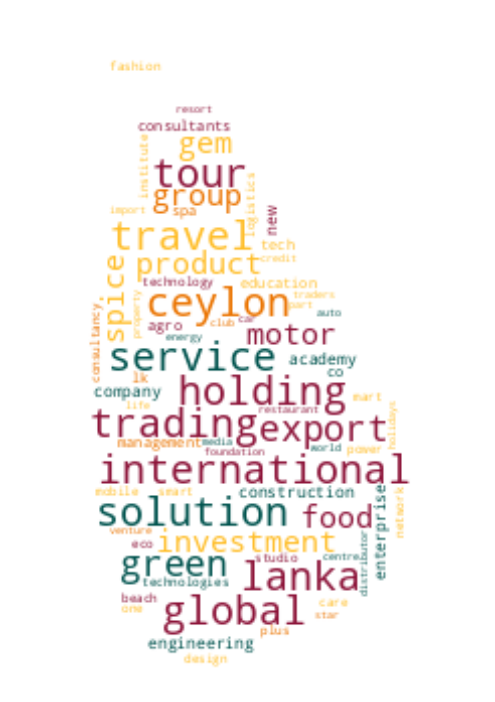 fashion
resort
consultants
institute
gem
tour
logistics
group
import
spa
new
travel
tech
product
credit
spice
technology
education
property
ceylon
traders
part
consultancy
agro
club
car
auto
motor
energy
service
academy
lk
co
company
holding
mart
life
trading
restaurant
export
holidays
management
media
world
power
foundation
international
mobile
smart
construction
enterprise
network
solution
food
venture
eco
investment
distributor
green
studio
centre
technologies
lanka
beach
one
global
care
star
plus
engineering
design